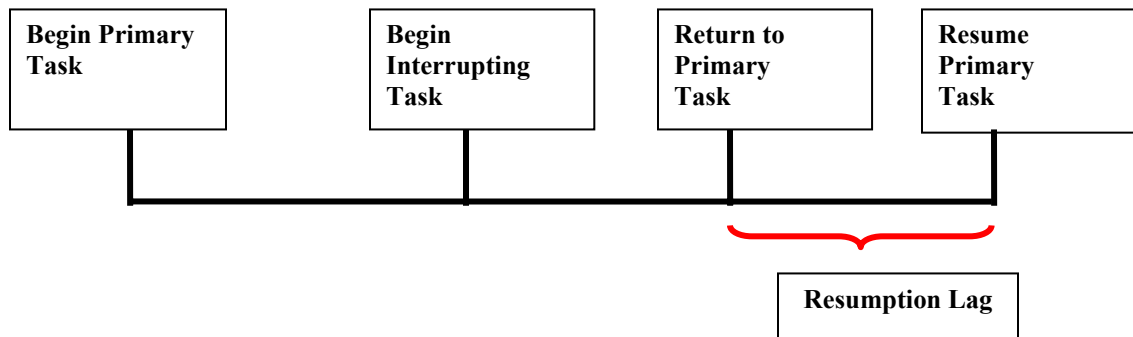 Begin Primary
Task
Begin
Interrupting
Task
Return to
Primary
Task
Resume
Primary
Task
Resumption Lag